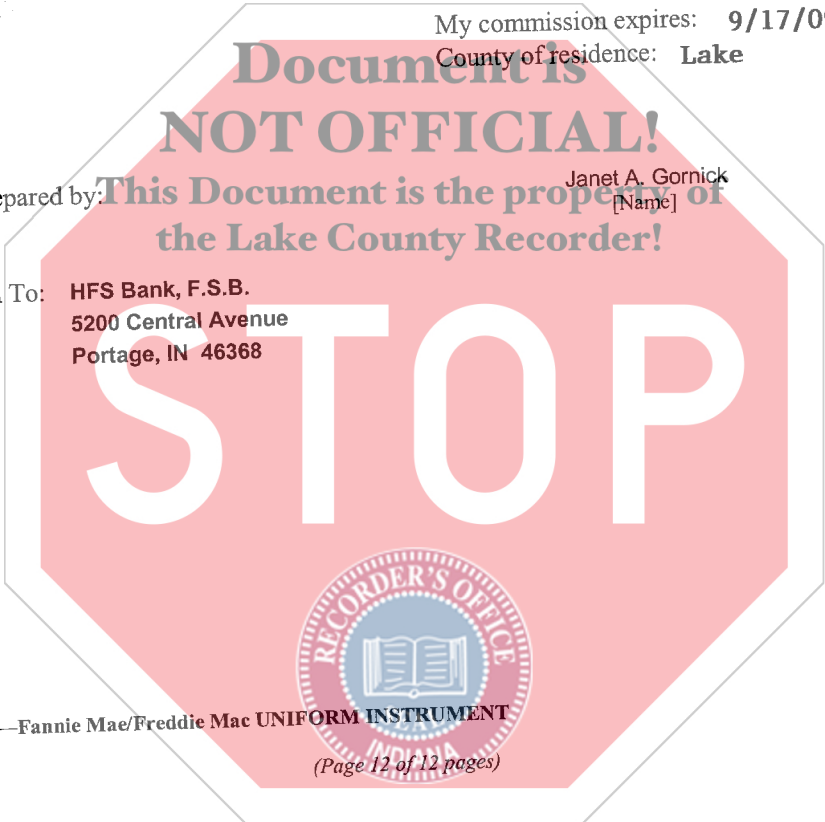 My commission expires: 9/17/0
County of residence: Lake
Document is
NOT OFFICIAL!
Janet A. Gornick
epared by:
This Document is the property of
[Name]
the Lake County Recorder!
To: HFS Bank, F.S.B.
5200 Central Avenue
Portage, IN 46368
STOP
RECORDER'S OFFICE
SEAL
INDIANA
—Fannie Mae/Freddie Mac UNIFORM INSTRUMENT
(Page 12 of 12 pages)